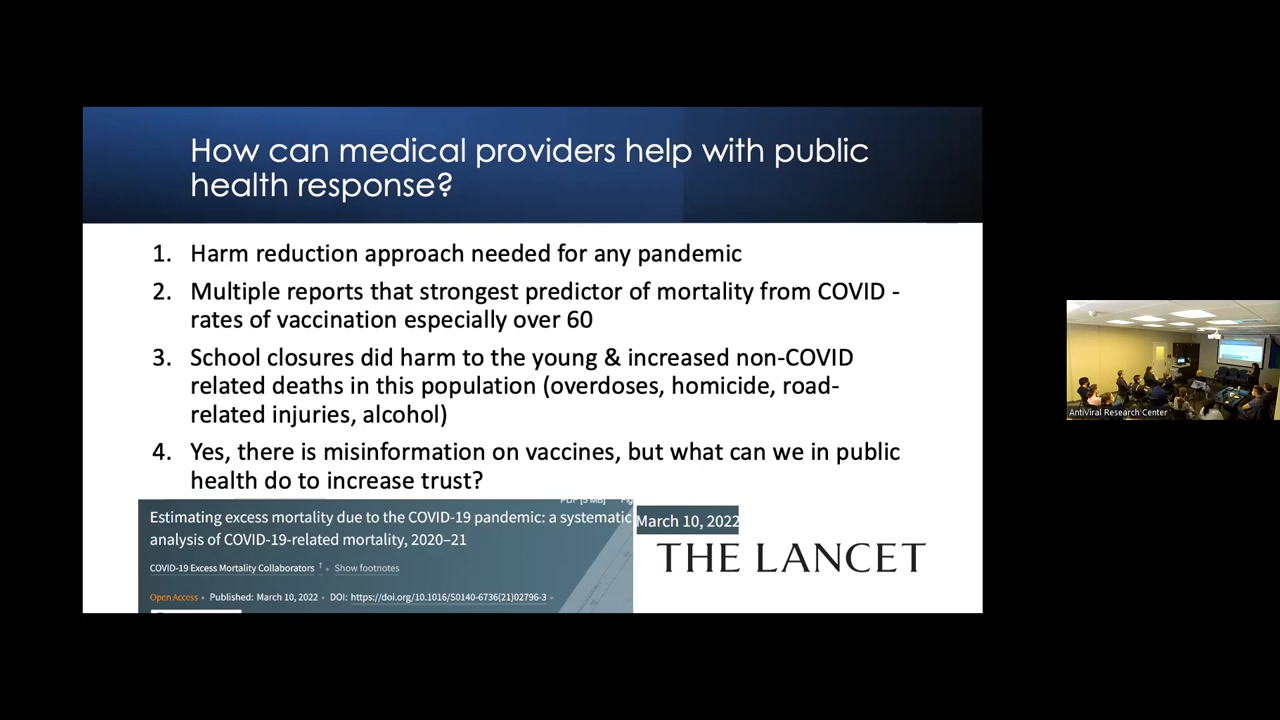 How can medical providers help with public
health response?
1. Harm reduction approach needed for any pandemic
2. Multiple reports that strongest predictor of mortality from COVID -
rates of vaccination especially over 60
3. School closures did harm to the young & increased non-COVID
related deaths in this population (overdoses, homicide, road-
related injuries, alcohol)
4. Yes, there is misinformation on vaccines, but what can we in public
health do to increase trust?
Estimating excess mortality due to the COVID-19 pandemic: a systematic
analysis of COVID-19-related mortality, 2020–21
COVID-19 Excess Mortality Collaborators † • Show footnotes
Open Access • Published: March 10, 2022 • DOI: https://doi.org/10.1016/S0140-6736(21)02796-3 •
March 10, 2022
THE LANCET
AntiViral Research Center